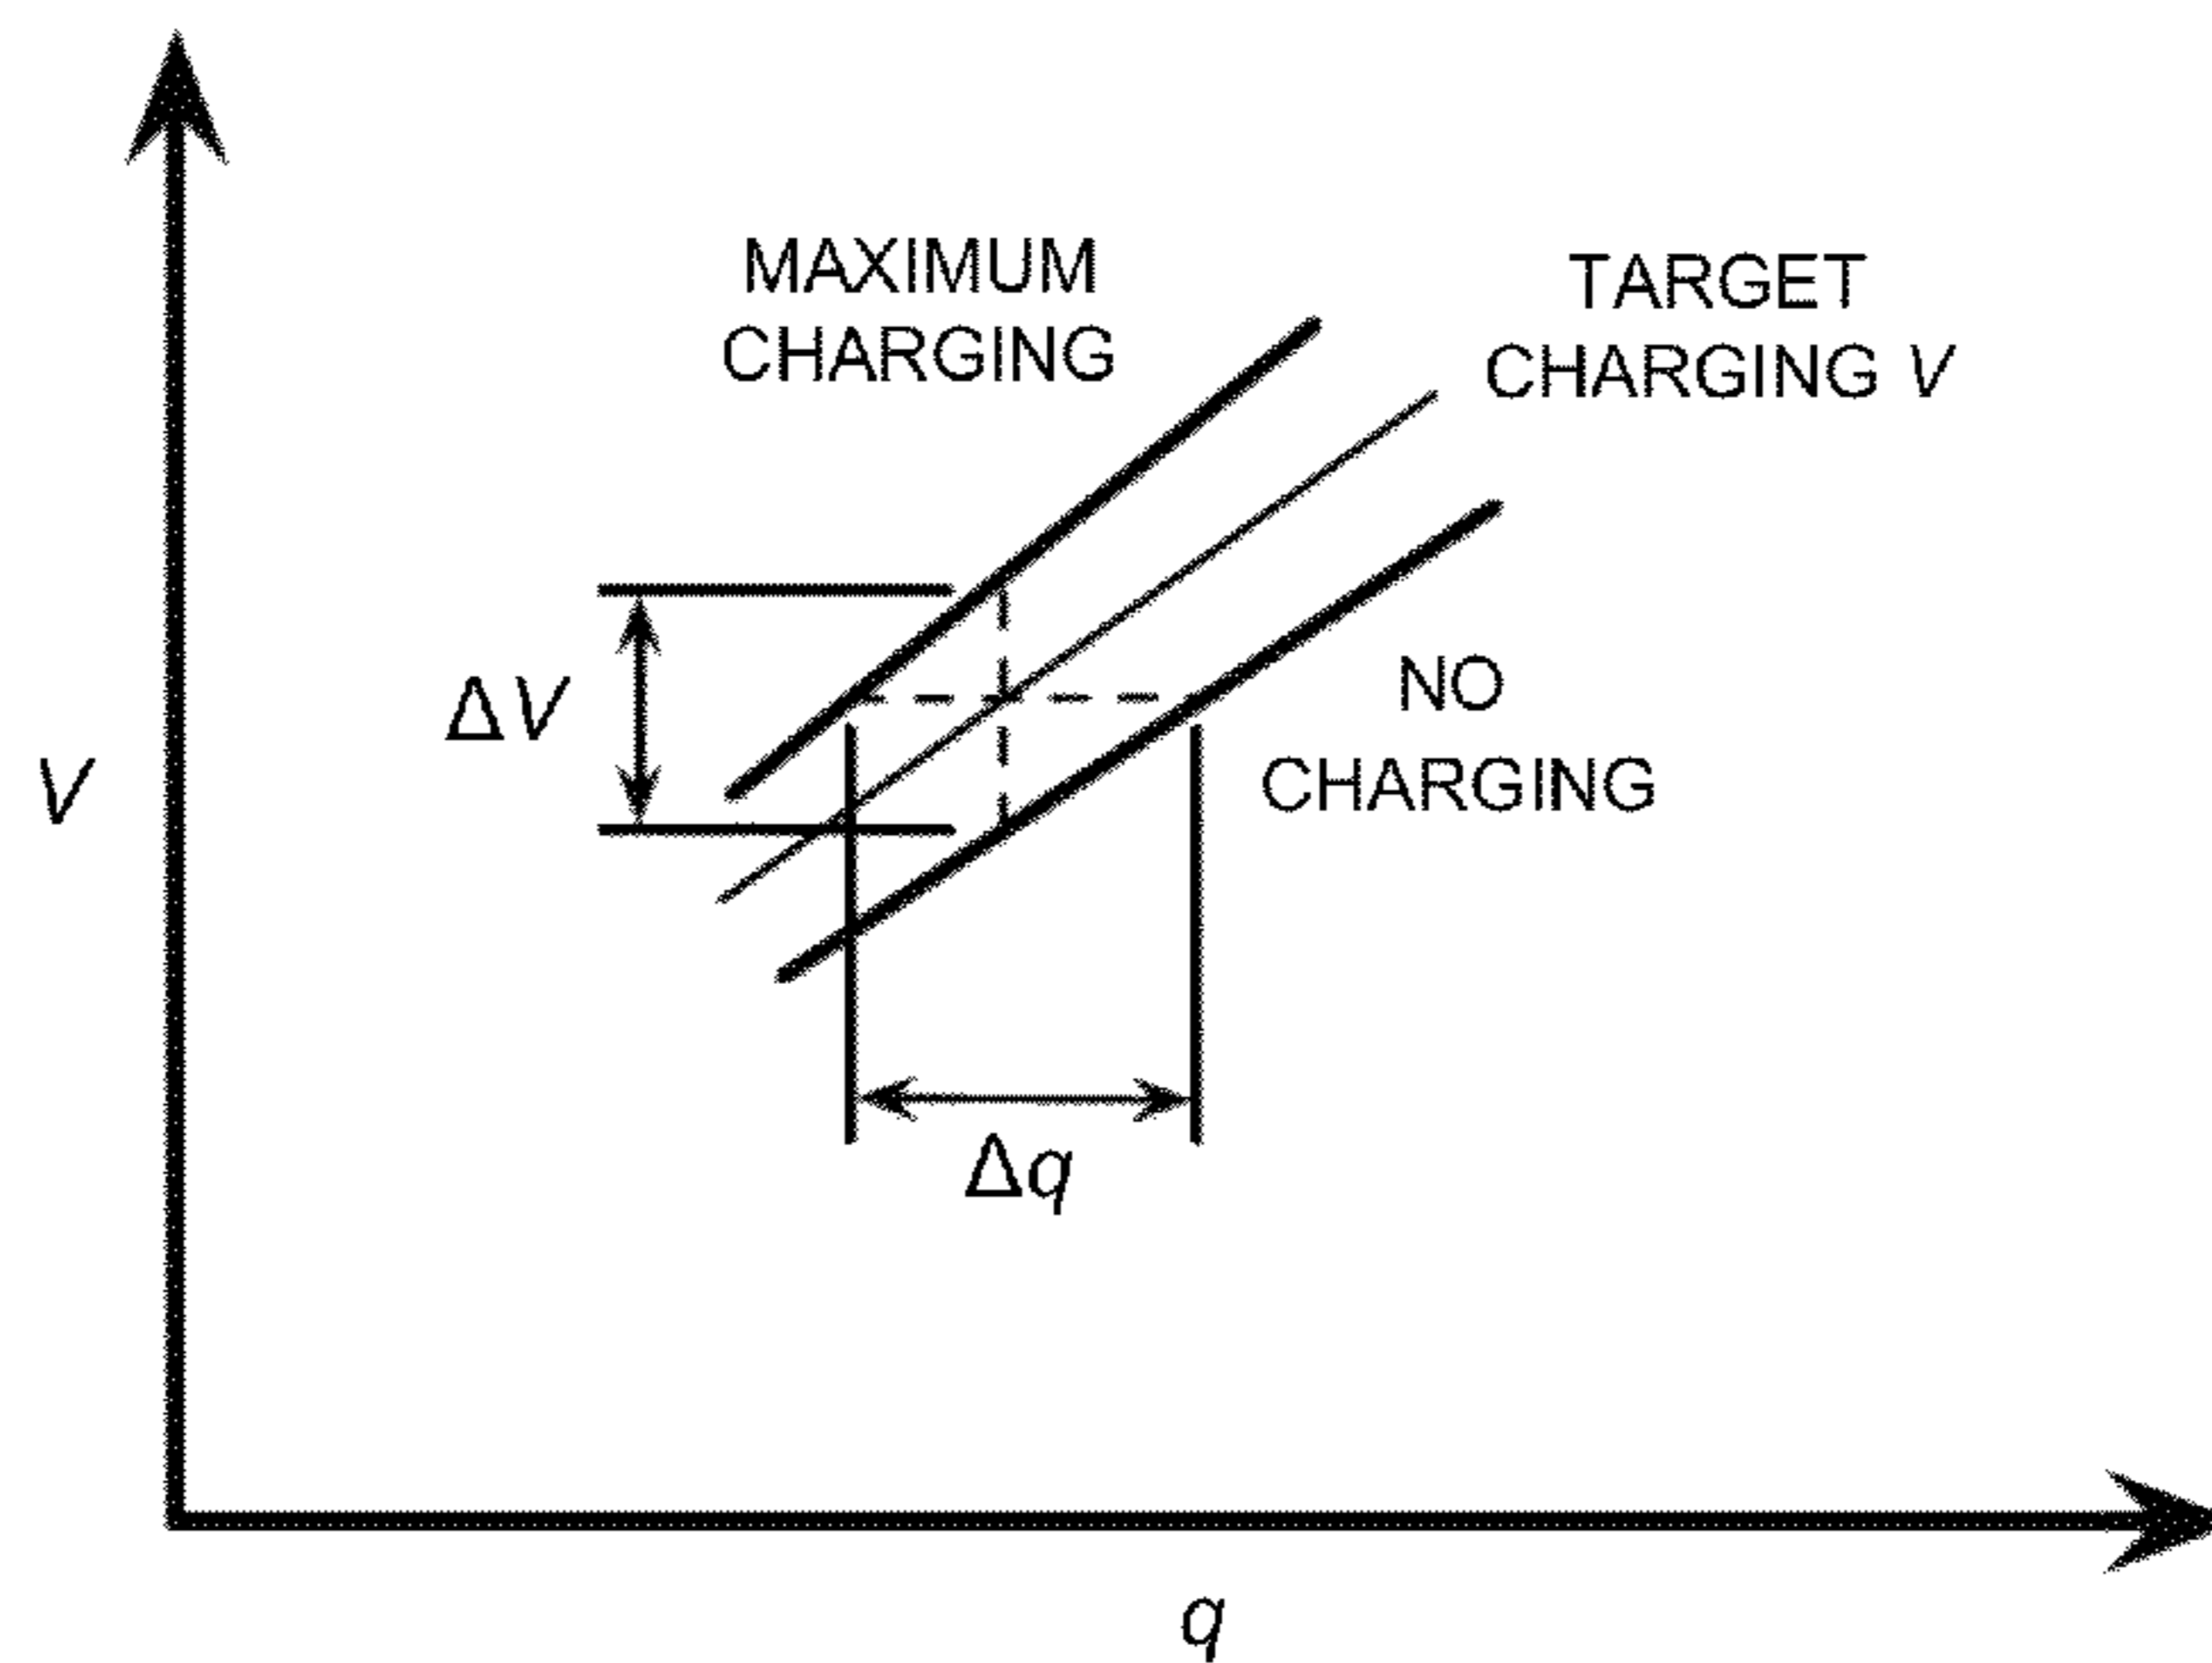 MAXIMUM
CHARGING
TARGET
CHARGING V
ΔV
NO
CHARGING
V
Δq
q